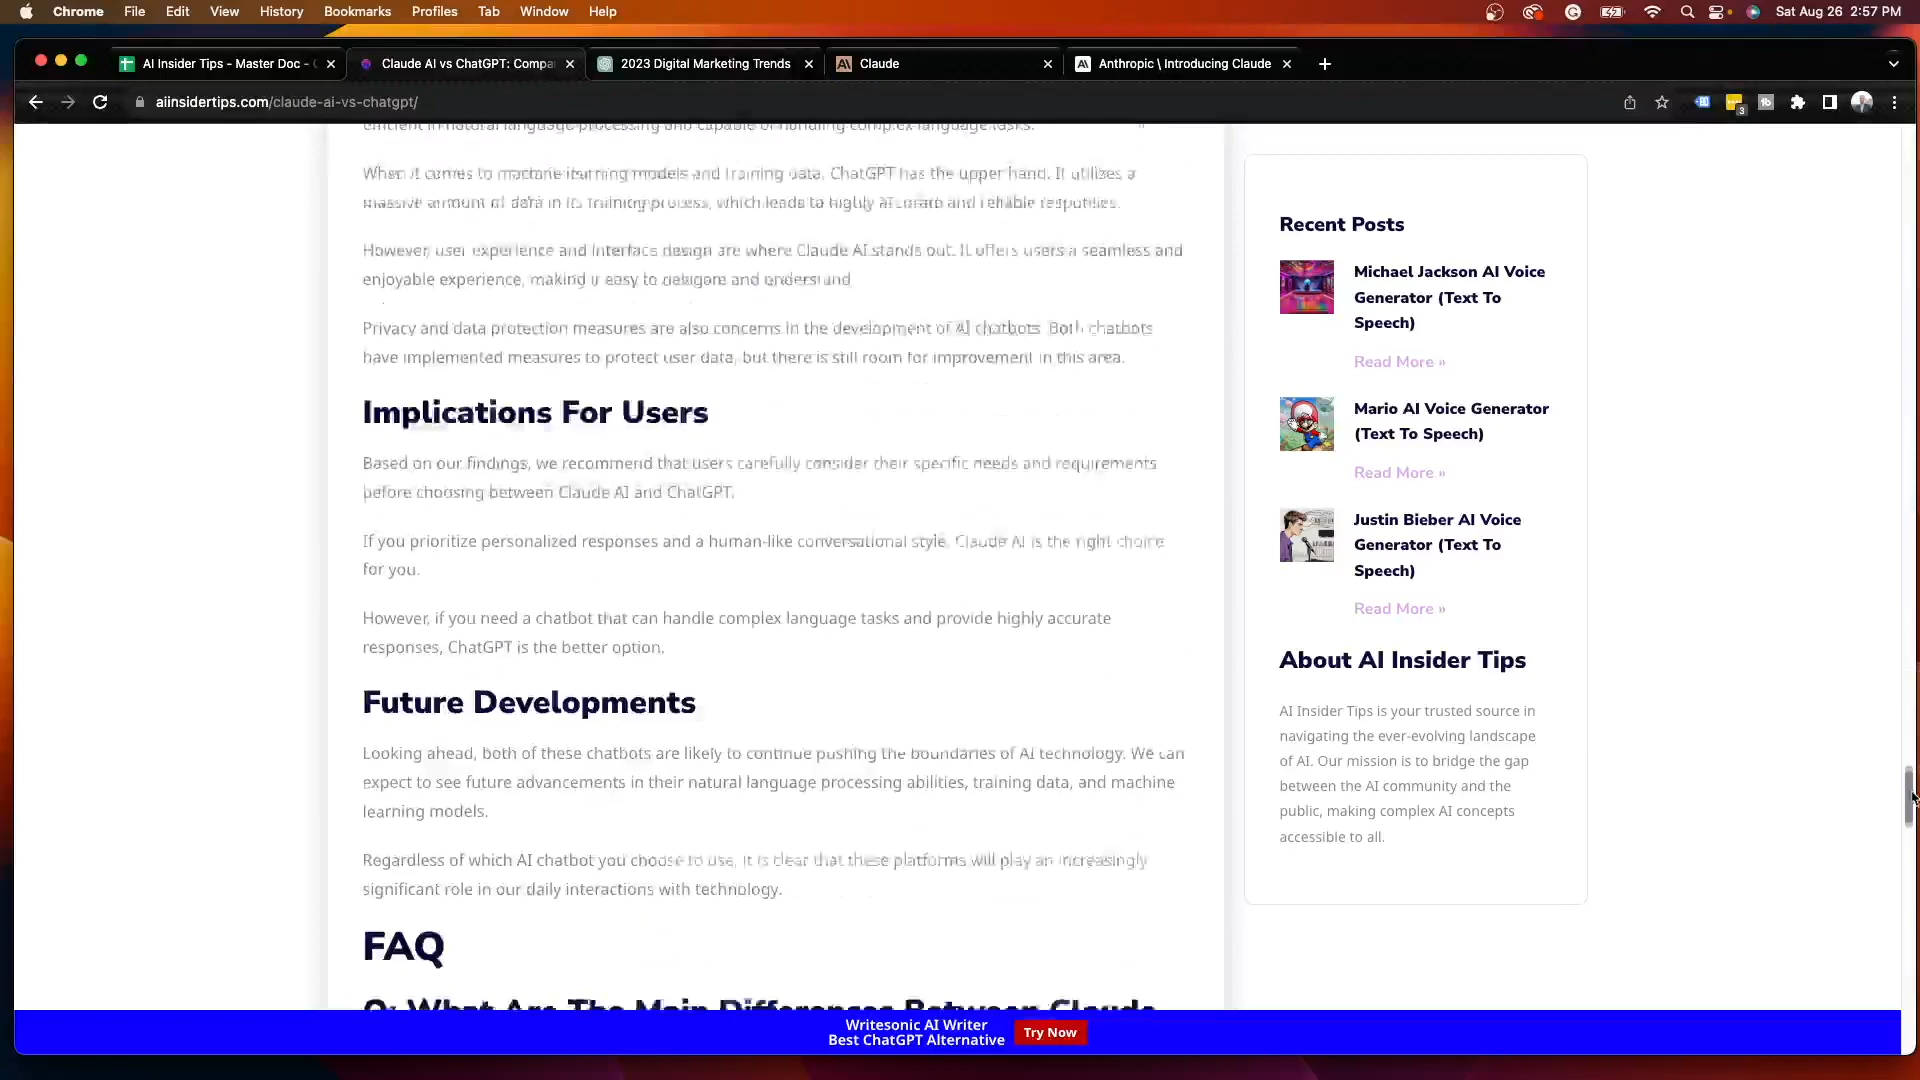 Chrome File Edit View History Bookmarks Profiles Tab Window Help Sat Aug 26 2:57 PM
AI Insider Tips - Master Doc - Claude AI vs ChatGPT: Compa 2023 Digital Marketing Trends Claude Anthropic \ Introducing Claude
aiinsidertips.com/claude-ai-vs-chatgpt/
efficient in natural language processing and capable of handling complex language tasks.
When it comes to machine learning models and training data, ChatGPT has the upper hand. It utilizes a
massive amount of data in its training process, which leads to highly accurate and reliable responses.
However, user experience and interface design are where Claude AI stands out. It offers users a seamless and
enjoyable experience, making it easy to navigate and understand
Privacy and data protection measures are also concerns in the development of AI chatbots. Both chatbots
have implemented measures to protect user data, but there is still room for improvement in this area.
Implications For Users
Based on our findings, we recommend that users carefully consider their specific needs and requirements
before choosing between Claude AI and ChatGPT.
If you prioritize personalized responses and a human-like conversational style, Claude AI is the right choice
for you.
However, if you need a chatbot that can handle complex language tasks and provide highly accurate
responses, ChatGPT is the better option.
Future Developments
Looking ahead, both of these chatbots are likely to continue pushing the boundaries of AI technology. We can
expect to see future advancements in their natural language processing abilities, training data, and machine
learning models.
Regardless of which AI chatbot you choose to use, it is clear that these platforms will play an increasingly
significant role in our daily interactions with technology.
FAQ
Q: What Are The Main Differences Between Claude
Recent Posts
Michael Jackson AI Voice
Generator (Text To
Speech)
Read More »
Mario AI Voice Generator
(Text To Speech)
Read More »
Justin Bieber AI Voice
Generator (Text To
Speech)
Read More »
About AI Insider Tips
AI Insider Tips is your trusted source in
navigating the ever-evolving landscape
of AI. Our mission is to bridge the gap
between the AI community and the
public, making complex AI concepts
accessible to all.
Writesonic AI Writer
Best ChatGPT Alternative
Try Now